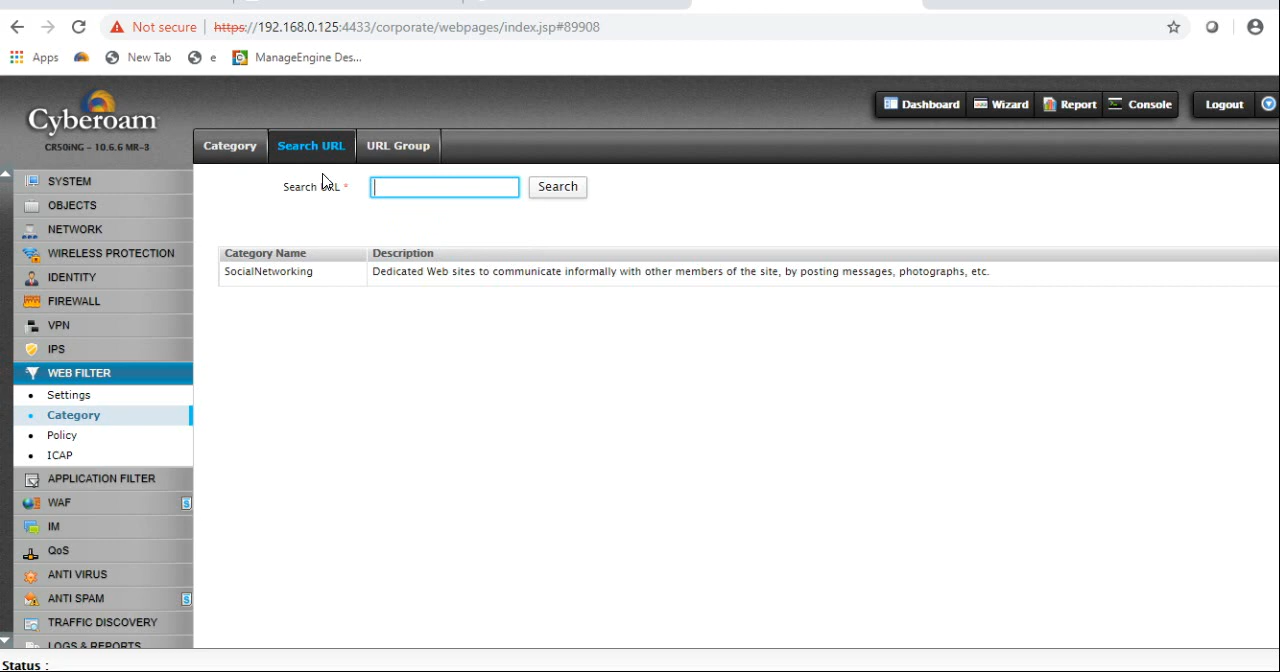 Not secure | https://192.168.0.125:4433/corporate/webpages/index.jsp#89908
Apps New Tab e ManageEngine Des...
Cyberoam
CR50iNG - 10.6.6 MR-3
Dashboard Wizard Report Console Logout
Category Search URL URL Group
Search URL * Search
Category Name Description
SocialNetworking Dedicated Web sites to communicate informally with other members of the site, by posting messages, photographs, etc.
SYSTEM
OBJECTS
NETWORK
WIRELESS PROTECTION
IDENTITY
FIREWALL
VPN
IPS
WEB FILTER
Settings
Category
Policy
ICAP
APPLICATION FILTER
WAF S
IM
QoS
ANTI VIRUS
ANTI SPAM S
TRAFFIC DISCOVERY
LOGS & REPORTS
Status :